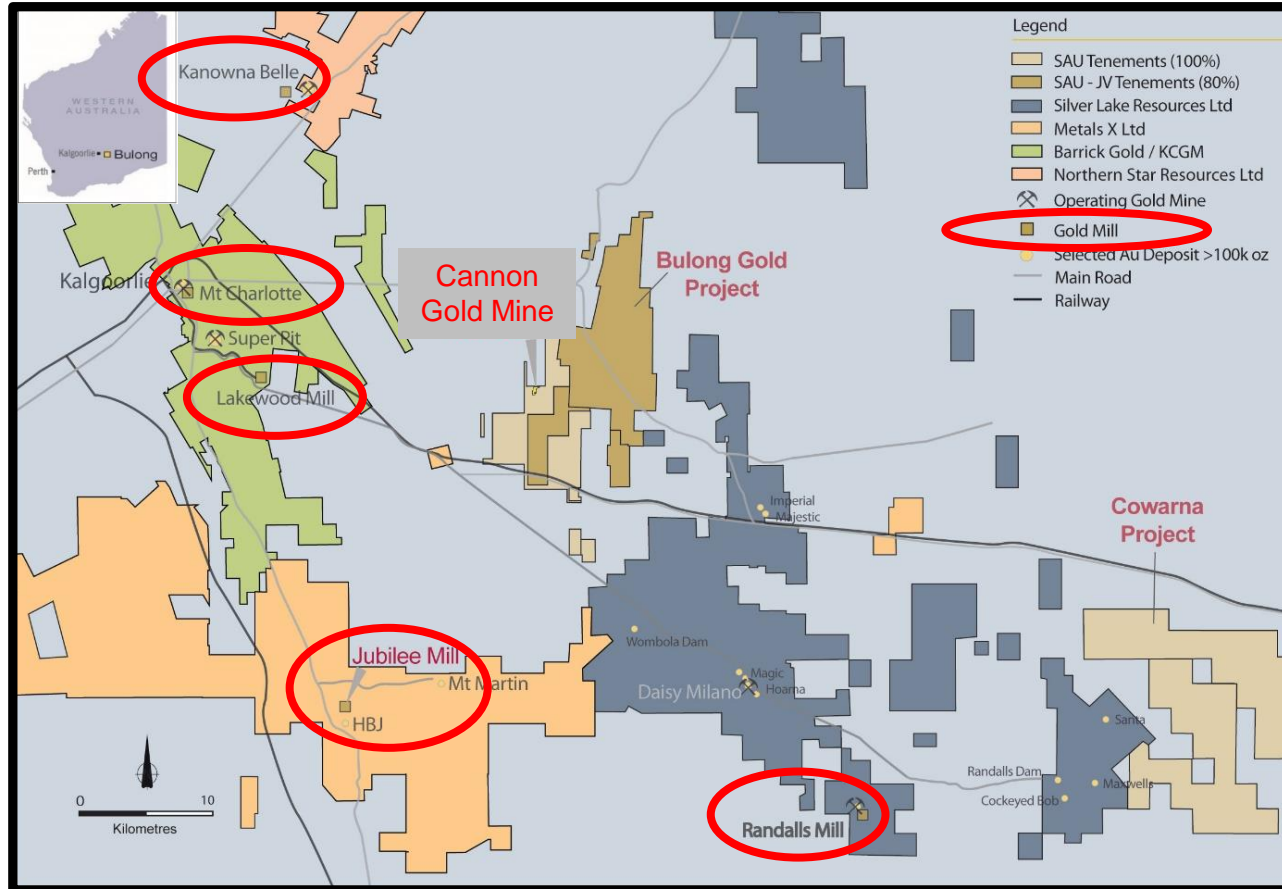 WESTERN
AUSTRALIA
Kalgoorlie
Bulong
Perth
Kanowna Belle
Legend
SAU Tenements (100%)
SAU - JV Tenements (80%)
Silver Lake Resources Ltd
Metals X Ltd
Barrick Gold / KCGM
Northern Star Resources Ltd
Operating Gold Mine
Gold Mill
Selected Au Deposit >100k oz
Main Road
Railway
Kalgoorlie
Mt Charlotte
Super Pit
Lakewood Mill
Cannon
Gold Mine
Bulong Gold
Project
Imperial
Majestic
Cowarna
Project
Wombola Dam
Magic
Daisy Milano
Hoama
Jubilee Mill
Mt Martin
HBJ
Santa
Randalls Dam
Maxwells
Cockeyed Bob
Randalls Mill
0 10
Kilometres